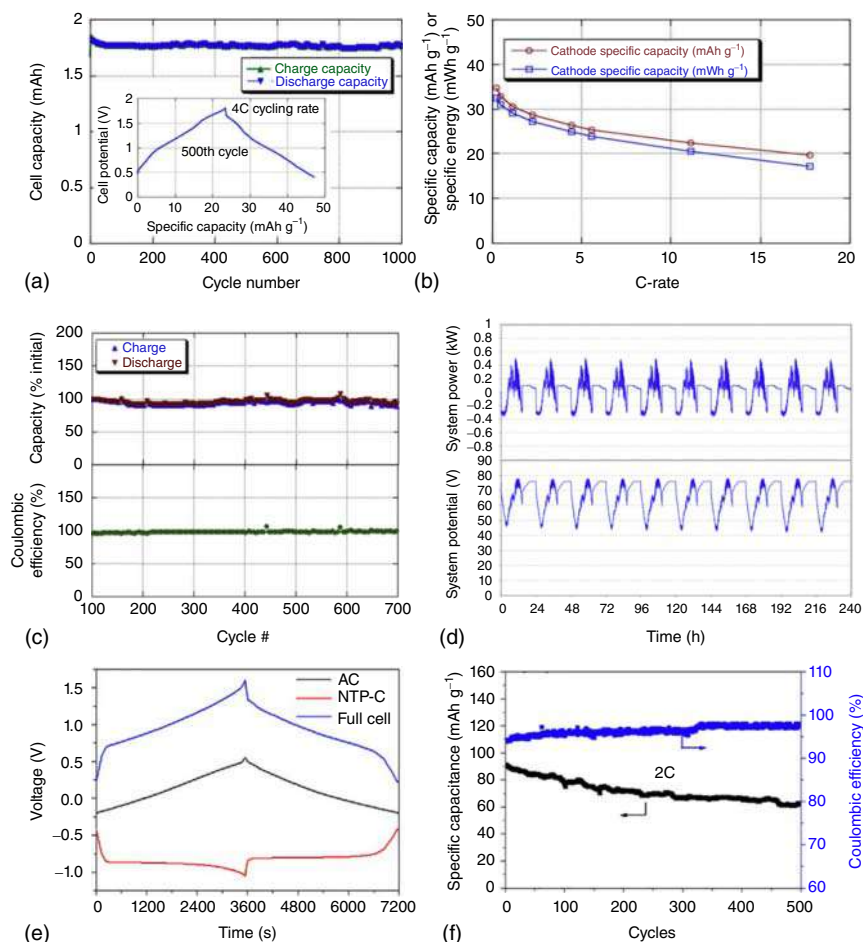 2
1.5
1
0.5
0
Cell capacity (mAh)
Charge capacity
Discharge capacity
2
1.5
1
0.5
0
Cell potential (V)
4C cycling rate
500th cycle
0 10 20 30 40 50
Specific capacity (mAh g⁻¹)
0 200 400 600 800 1000
(a) Cycle number
Specific capacity (mAh g⁻¹) or
specific energy (mWh g⁻¹)
50
40
30
20
10
0
Cathode specific capacity (mAh g⁻¹)
Cathode specific capacity (mWh g⁻¹)
0 5 10 15 20
(b) C-rate
Capacity (% initial)
200
150
100
50
0
Charge
Discharge
Coulombic
efficiency (%)
150
100
50
0
100 200 300 400 500 600 700
(c) Cycle #
System power (kW)
1
0.8
0.6
0.4
0.2
0
−0.2
−0.4
−0.6
−0.8
System potential (V)
90
80
70
60
50
40
30
20
10
0
0 24 48 72 96 120 144 168 192 216 240
(d) Time (h)
Voltage (V)
1.5
1.0
0.5
0.0
−0.5
−1.0
AC
NTP-C
Full cell
0 1200 2400 3600 4800 6000 7200
(e) Time (s)
Specific capacitance (mAh g⁻¹)
160
140
120
100
80
60
40
20
0
2C
110
100
90
80
70
60
Coulombic efficiency (%)
0 100 200 300 400 500
(f) Cycles